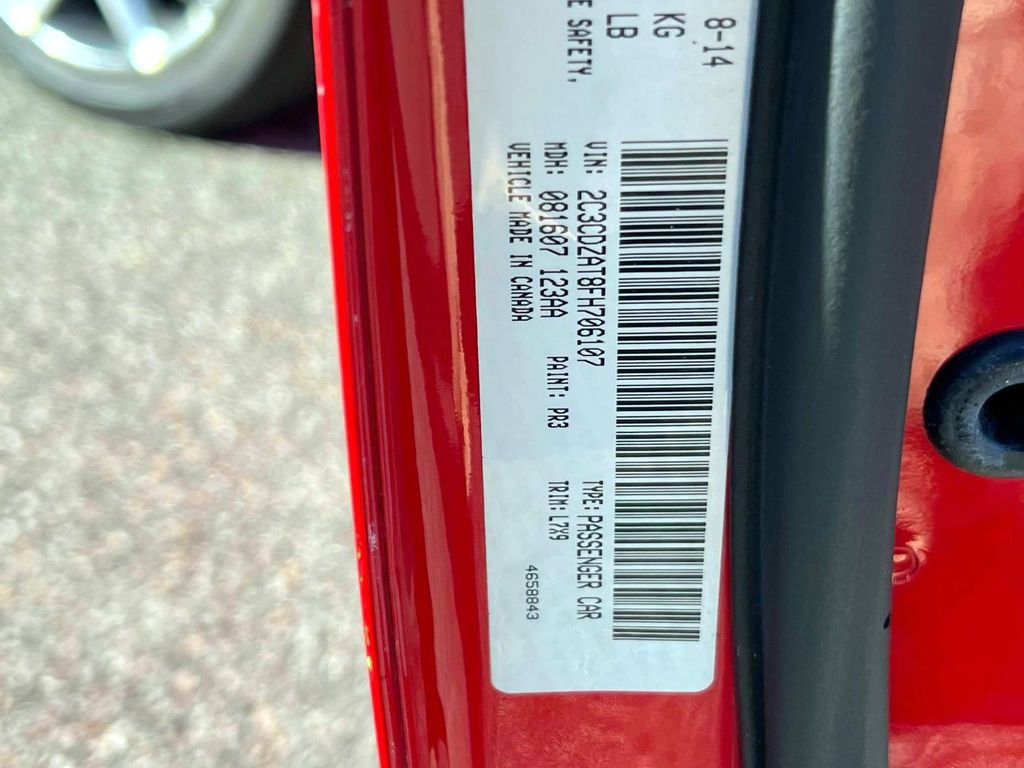 8-14
KG
LB
E SAFETY,
VIN: 2C3CDZAT8FH706107 TYPE: PASSENGER CAR
MDH: 081607 123AA PAINT: PR3 TRIM: L7X9
VEHICLE MADE IN CANADA 4658843